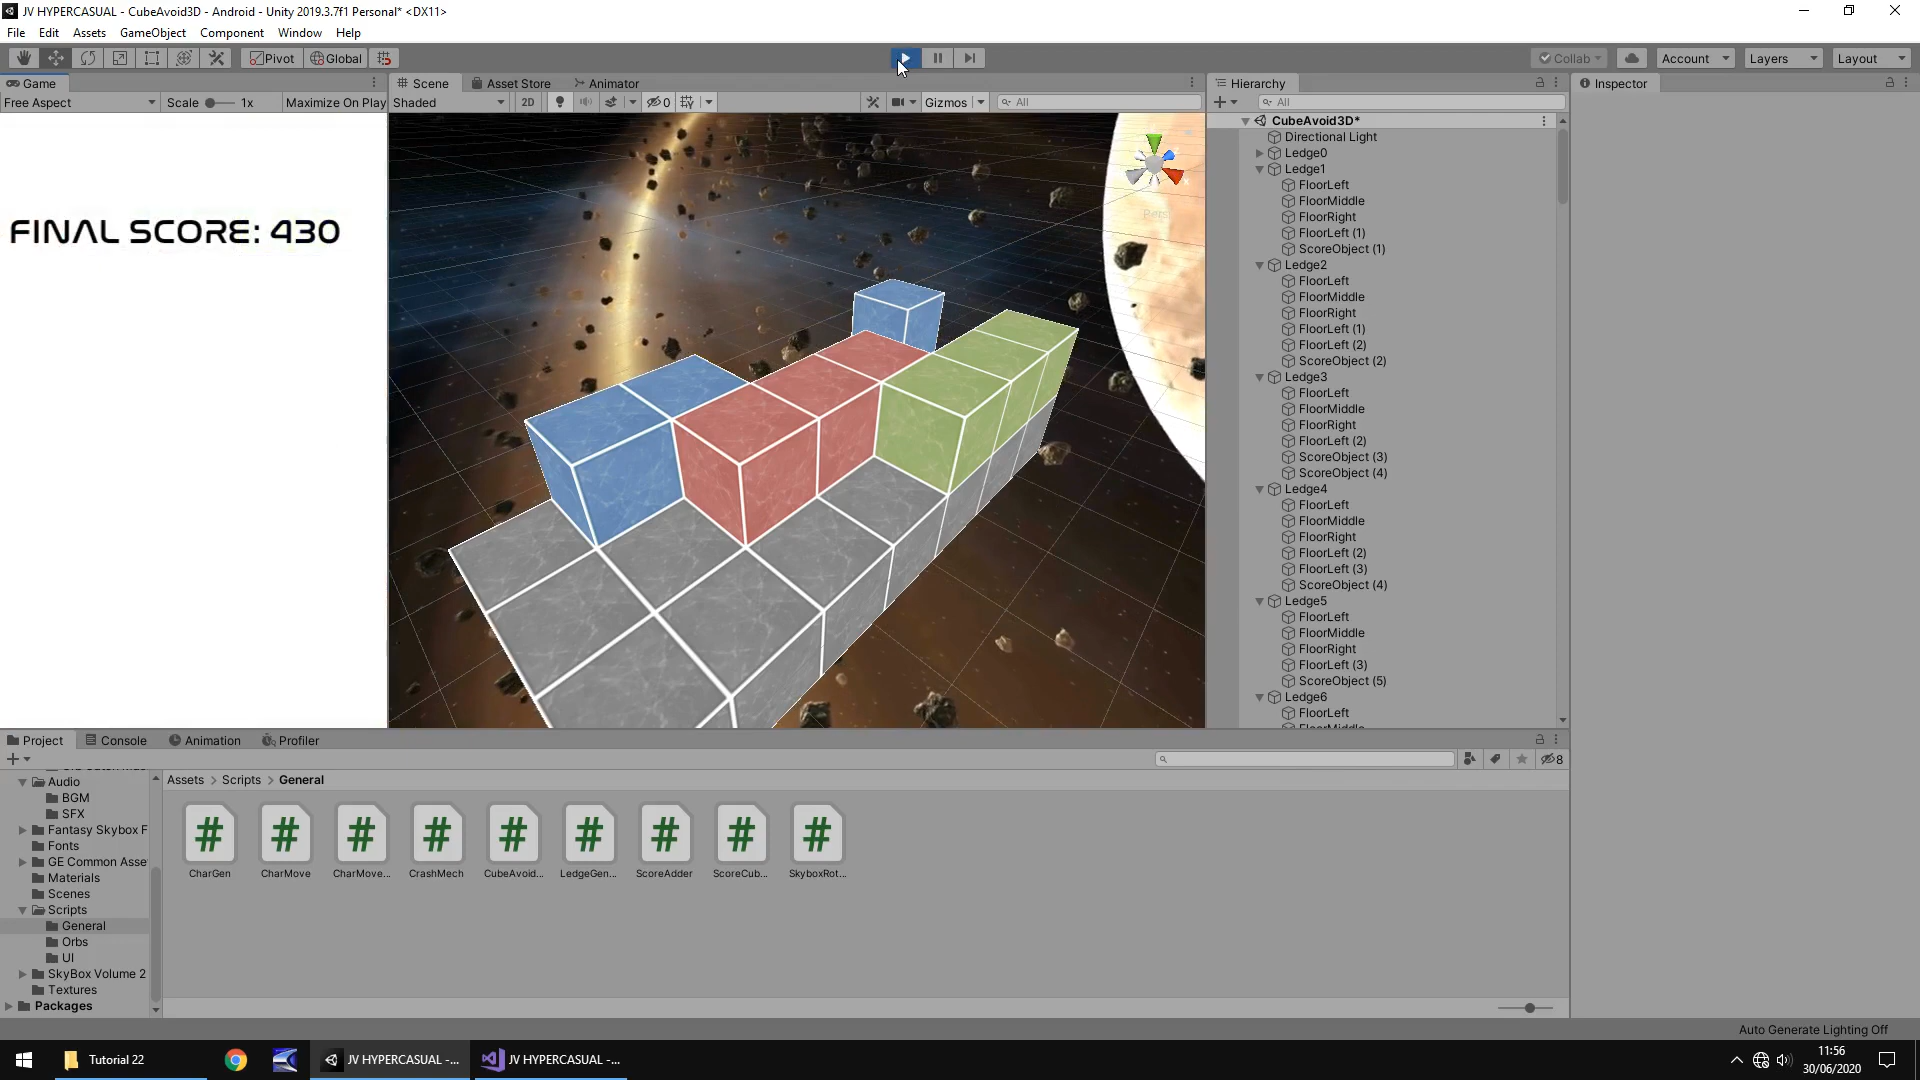 JV HYPERCASUAL - CubeAvoid3D - Android - Unity 2019.3.7f1 Personal* <DX11>
File Edit Assets GameObject Component Window Help
Pivot Global Collab Account Layers Layout
Game Scene Asset Store Animator Hierarchy Inspector
Free Aspect Scale 1x Maximize On Play Shaded 2D 0 Gizmos All All
CubeAvoid3D*
Directional Light
Ledge0
Ledge1
FloorLeft
FloorMiddle
FloorRight
FloorLeft (1)
ScoreObject (1)
Ledge2
FloorLeft
FloorMiddle
FloorRight
FloorLeft (1)
FloorLeft (2)
ScoreObject (2)
Ledge3
FloorLeft
FloorMiddle
FloorRight
FloorLeft (2)
ScoreObject (3)
ScoreObject (4)
Ledge4
FloorLeft
FloorMiddle
FloorRight
FloorLeft (2)
FloorLeft (3)
ScoreObject (4)
Ledge5
FloorLeft
FloorMiddle
FloorRight
FloorLeft (3)
ScoreObject (5)
Ledge6
FloorLeft
FINAL SCORE: 430
Project Console Animation Profiler
8
Audio
BGM
SFX
Fantasy Skybox F
Fonts
GE Common Asse
Materials
Scenes
Scripts
General
Orbs
UI
SkyBox Volume 2
Textures
Packages
Assets > Scripts > General
CharGen CharMove CharMove... CrashMech CubeAvoid... LedgeGen... ScoreAdder ScoreCub... SkyboxRot...
Auto Generate Lighting Off
Tutorial 22 JV HYPERCASUAL -... JV HYPERCASUAL -...
11:56
30/06/2020